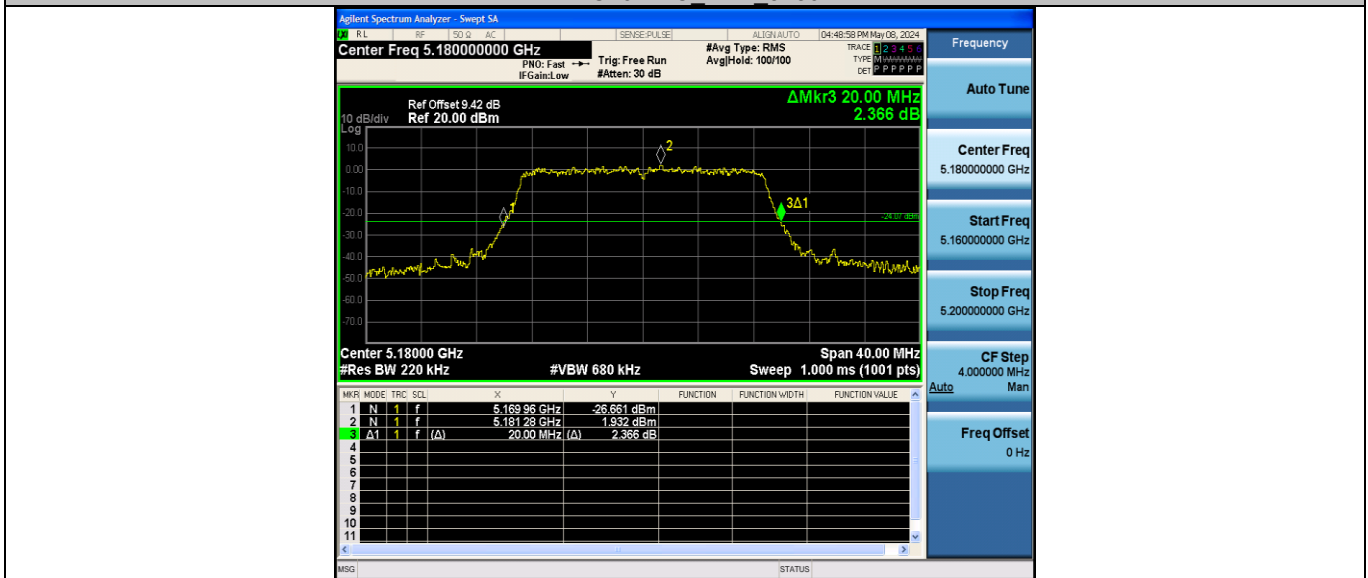 Agilent Spectrum Analyzer - Swept SA
RL RF 50 Ω AC SENSE:PULSE ALIGNAUTO 04:48:58 PM May 08, 2024
Center Freq 5.180000000 GHz
PNO: Fast
IFGain:Low
Trig: Free Run
#Atten: 30 dB
#Avg Type: RMS
Avg|Hold: 100/100
TRACE 1 2 3 4 5 6
TYPE M
DET P P P P P P
Frequency
Auto Tune
Center Freq
5.180000000 GHz
Start Freq
5.160000000 GHz
Stop Freq
5.200000000 GHz
CF Step
4.000000 MHz
Auto Man
Freq Offset
0 Hz
ΔMkr3 20.00 MHz
2.366 dB
Ref Offset 9.42 dB
10 dB/div Ref 20.00 dBm
Log
10.0
0.00
-10.0
-20.0
-30.0
-40.0
-50.0
-60.0
-70.0
1
2
3Δ1
-24.07 dBm
Center 5.18000 GHz Span 40.00 MHz
#Res BW 220 kHz #VBW 680 kHz Sweep 1.000 ms (1001 pts)
MKR MODE TRC SCL X Y FUNCTION FUNCTION WIDTH FUNCTION VALUE
1 N 1 f 5.169 96 GHz -26.661 dBm
2 N 1 f 5.181 28 GHz 1.932 dBm
3 Δ1 1 f (Δ) 20.00 MHz (Δ) 2.366 dB
4
5
6
7
8
9
10
11
MSG STATUS